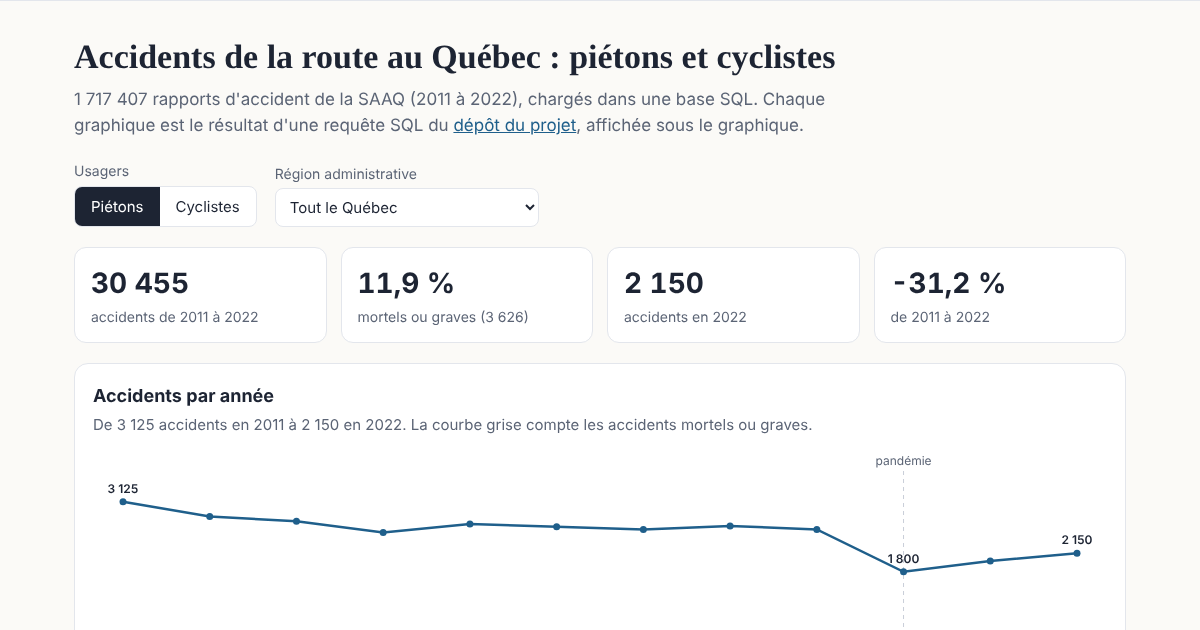 Accidents de la route au Québec : piétons et cyclistes
1 717 407 rapports d'accident de la SAAQ (2011 à 2022), chargés dans une base SQL. Chaque
graphique est le résultat d'une requête SQL du dépôt du projet, affichée sous le graphique.
Usagers
Région administrative
Piétons
Cyclistes
Tout le Québec
30 455
accidents de 2011 à 2022
11,9 %
mortels ou graves (3 626)
2 150
accidents en 2022
-31,2 %
de 2011 à 2022
Accidents par année
De 3 125 accidents en 2011 à 2 150 en 2022. La courbe grise compte les accidents mortels ou graves.
pandémie
3 125
2 150
1 800